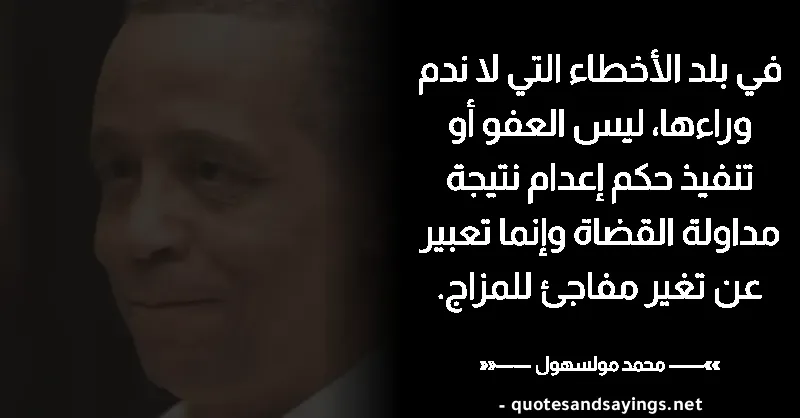 في بلد الأخطاء التي لا ندم
وراءها، ليس العفو أو
تنفيذ حكم إعدام نتيجة
مداولة القضاة وإنما تعبير
عن تغير مفاجئ للمزاج.
»»—— محمد مولسهول ——««
- quotesandsayings.net